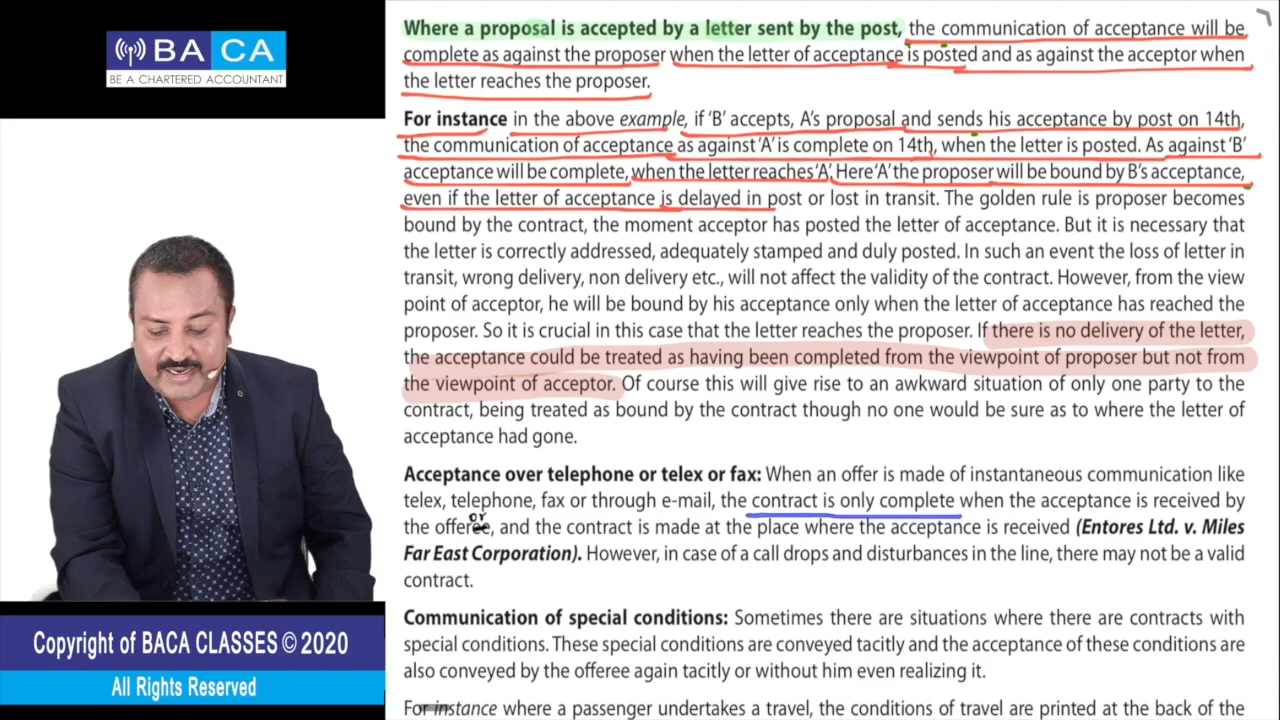 BA CA
BE A CHARTERED ACCOUNTANT
Where a proposal is accepted by a letter sent by the post, the communication of acceptance will be
complete as against the proposer when the letter of acceptance is posted and as against the acceptor when
the letter reaches the proposer.
For instance in the above example, if ‘B’ accepts, A’s proposal and sends his acceptance by post on 14th,
the communication of acceptance as against ‘A’ is complete on 14th, when the letter is posted. As against ‘B’
acceptance will be complete, when the letter reaches ‘A’. Here ‘A’ the proposer will be bound by B’s acceptance,
even if the letter of acceptance is delayed in post or lost in transit. The golden rule is proposer becomes
bound by the contract, the moment acceptor has posted the letter of acceptance. But it is necessary that
the letter is correctly addressed, adequately stamped and duly posted. In such an event the loss of letter in
transit, wrong delivery, non delivery etc., will not affect the validity of the contract. However, from the view
point of acceptor, he will be bound by his acceptance only when the letter of acceptance has reached the
proposer. So it is crucial in this case that the letter reaches the proposer. If there is no delivery of the letter,
the acceptance could be treated as having been completed from the viewpoint of proposer but not from
the viewpoint of acceptor. Of course this will give rise to an awkward situation of only one party to the
contract, being treated as bound by the contract though no one would be sure as to where the letter of
acceptance had gone.
Acceptance over telephone or telex or fax: When an offer is made of instantaneous communication like
telex, telephone, fax or through e-mail, the contract is only complete when the acceptance is received by
or
the offeree, and the contract is made at the place where the acceptance is received (Entores Ltd. v. Miles
Far East Corporation). However, in case of a call drops and disturbances in the line, there may not be a valid
contract.
Communication of special conditions: Sometimes there are situations where there are contracts with
special conditions. These special conditions are conveyed tacitly and the acceptance of these conditions are
also conveyed by the offeree again tacitly or without him even realizing it.
For instance where a passenger undertakes a travel, the conditions of travel are printed at the back of the
Copyright of BACA CLASSES © 2020
All Rights Reserved